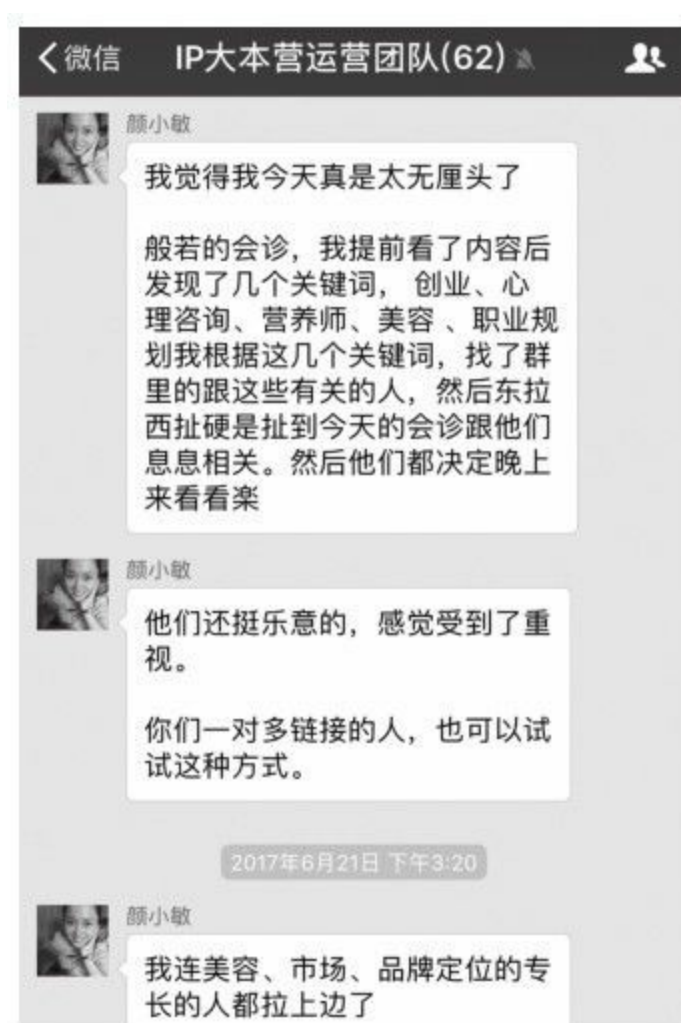 微信 IP大本营运营团队(62)
颜小敏
我觉得我今天真是太无厘头了
般若的会诊，我提前看了内容后
发现了几个关键词， 创业、心
理咨询、营养师、美容 、职业规
划我根据这几个关键词，找了群
里的跟这些有关的人，然后东拉
西扯硬是扯到今天的会诊跟他们
息息相关。然后他们都决定晚上
来看看楽
颜小敏
他们还挺乐意的，感觉受到了重
视。
你们一对多链接的人，也可以试
试这种方式。
2017年6月21日 下午3:20
颜小敏
我连美容、市场、品牌定位的专
长的人都拉上边了